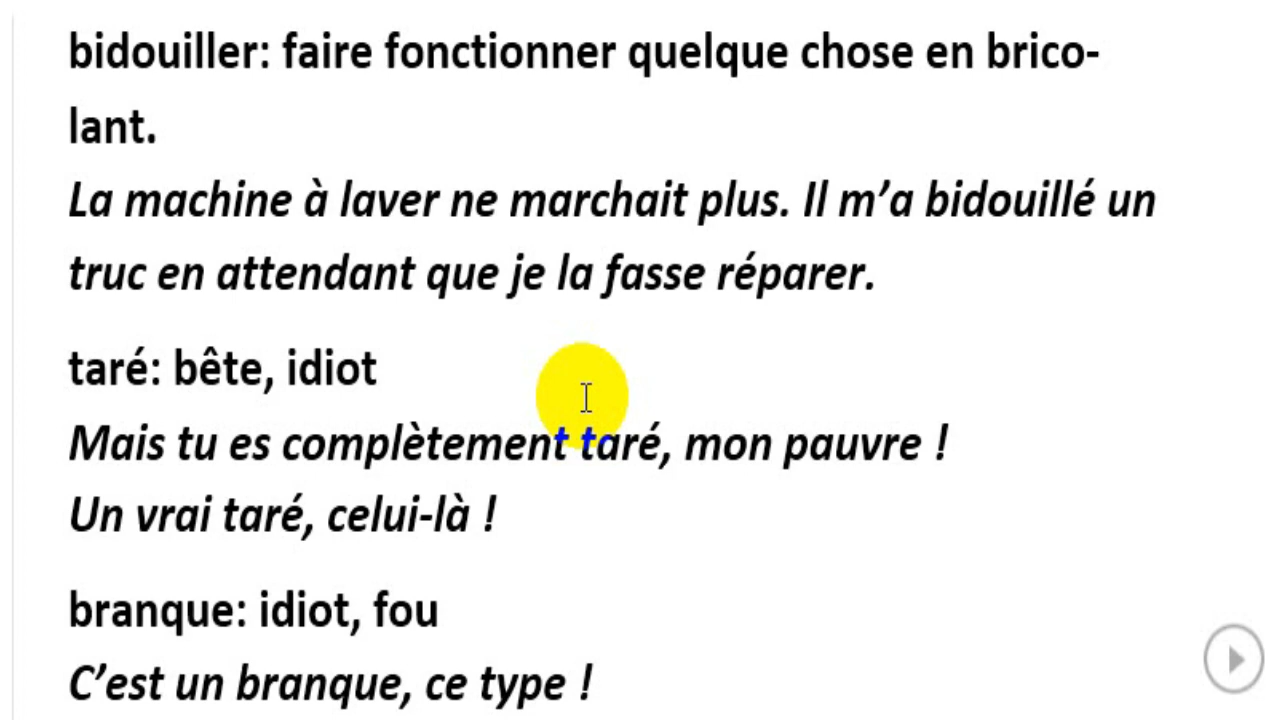 bidouiller: faire fonctionner quelque chose en brico-
lant.
La machine à laver ne marchait plus. Il m’a bidouillé un
truc en attendant que je la fasse réparer.
taré: bête, idiot
Mais tu es complètement taré, mon pauvre !
Un vrai taré, celui-là !
branque: idiot, fou
C’est un branque, ce type !